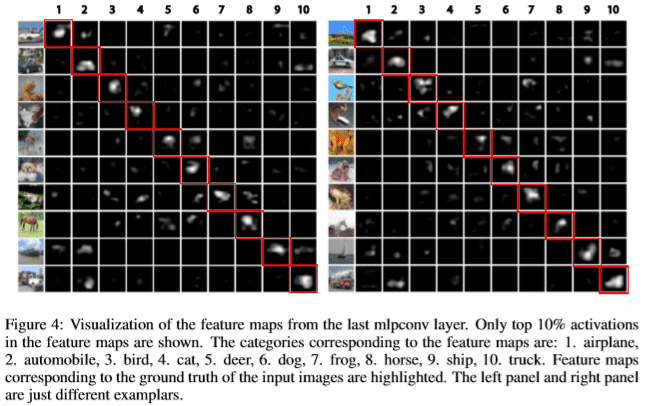 1 2 3 4 5 6 7 8 9 10 1 2 3 4 5 6 7 8 9 10
Figure 4: Visualization of the feature maps from the last mlpconv layer. Only top 10% activations
in the feature maps are shown. The categories corresponding to the feature maps are: 1. airplane,
2. automobile, 3. bird, 4. cat, 5. deer, 6. dog, 7. frog, 8. horse, 9. ship, 10. truck. Feature maps
corresponding to the ground truth of the input images are highlighted. The left panel and right panel
are just different examplars.